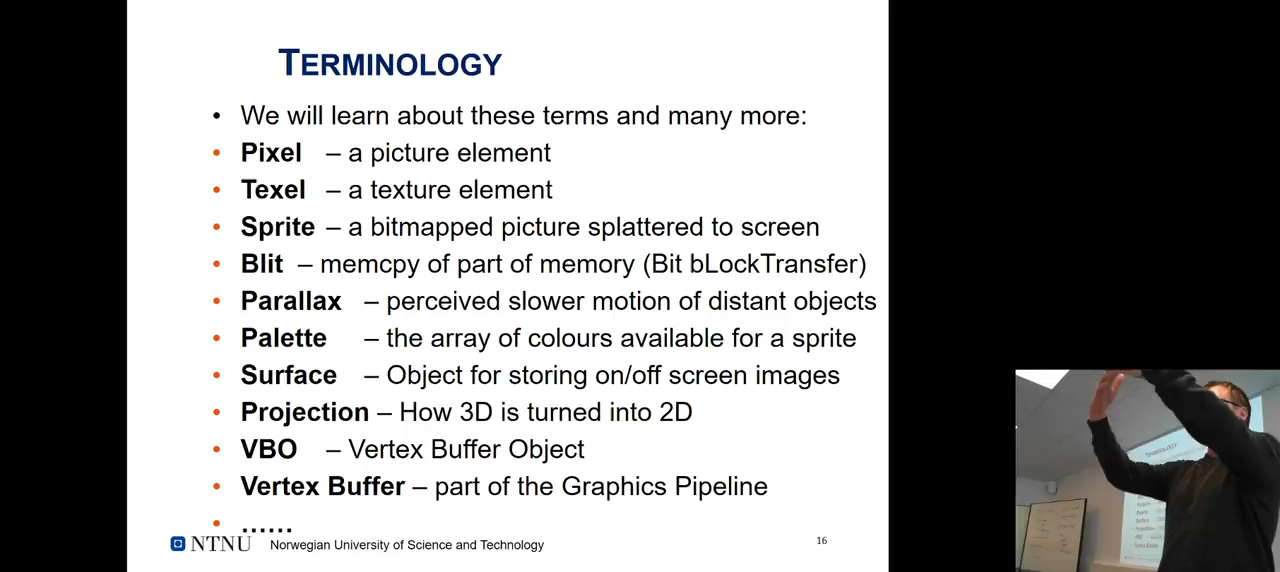 TERMINOLOGY
• We will learn about these terms and many more:
• Pixel – a picture element
• Texel – a texture element
• Sprite – a bitmapped picture splattered to screen
• Blit – memcpy of part of memory (Bit bLockTransfer)
• Parallax – perceived slower motion of distant objects
• Palette – the array of colours available for a sprite
• Surface – Object for storing on/off screen images
• Projection – How 3D is turned into 2D
• VBO – Vertex Buffer Object
• Vertex Buffer – part of the Graphics Pipeline
• ......
NTNU Norwegian University of Science and Technology 16